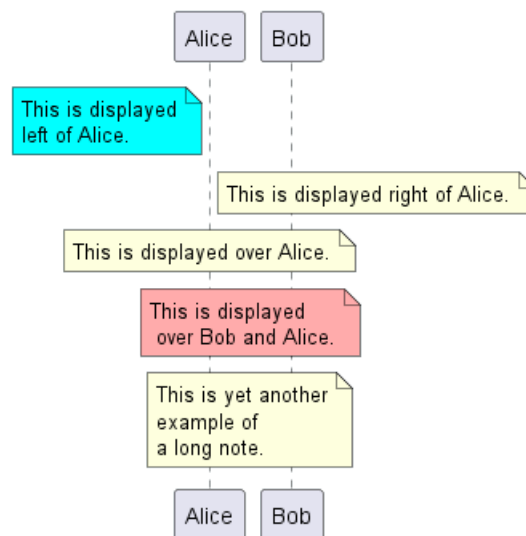 Alice Bob
This is displayed
left of Alice.
This is displayed right of Alice.
This is displayed over Alice.
This is displayed
over Bob and Alice.
This is yet another
example of
a long note.
Alice Bob